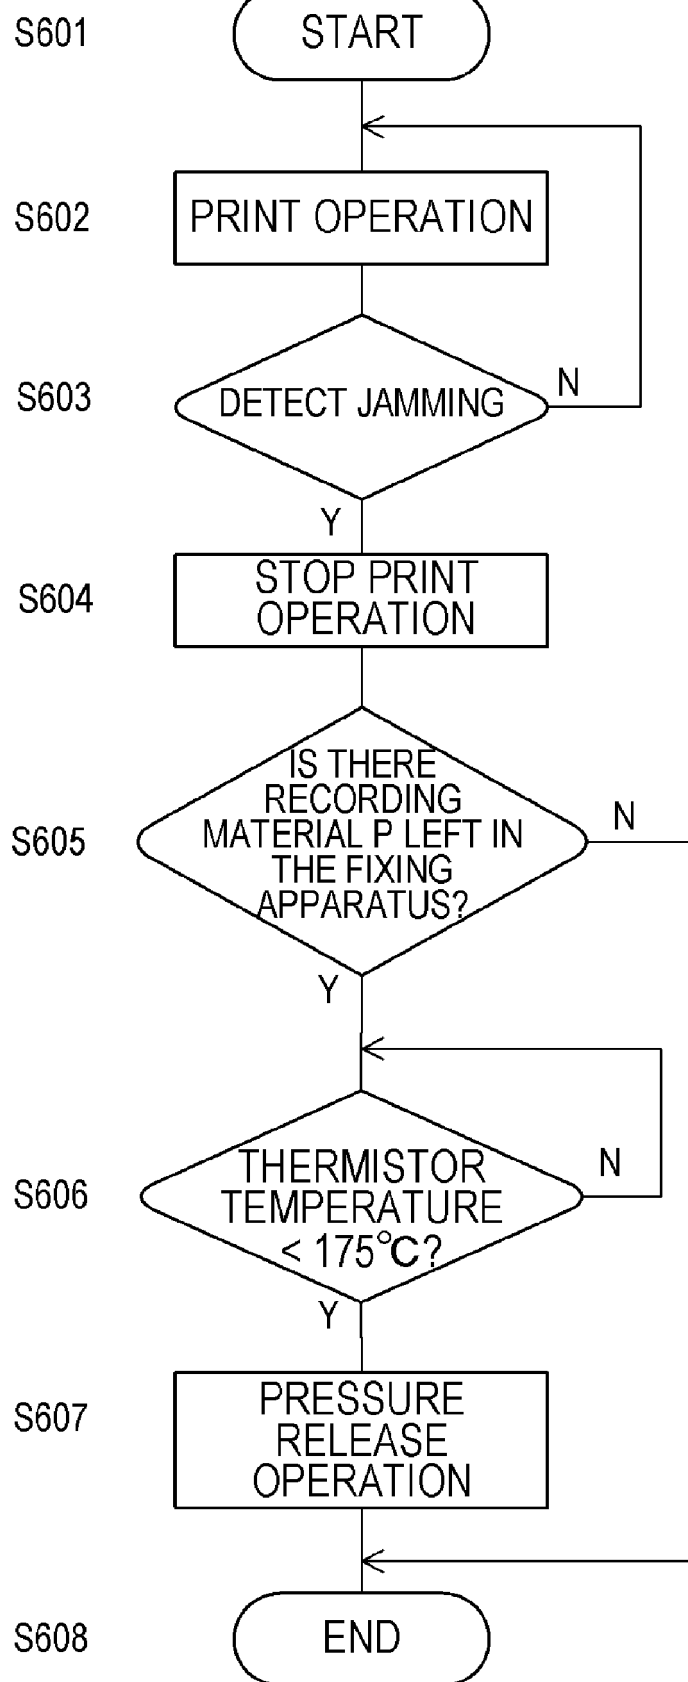 S601
START
S602
PRINT OPERATION
S603
DETECT JAMMING
N
Y
S604
STOP PRINT
OPERATION
S605
IS THERE
RECORDING
MATERIAL P LEFT IN
THE FIXING
APPARATUS?
N
Y
S606
THERMISTOR
TEMPERATURE
< 175°C?
N
Y
S607
PRESSURE
RELEASE
OPERATION
S608
END